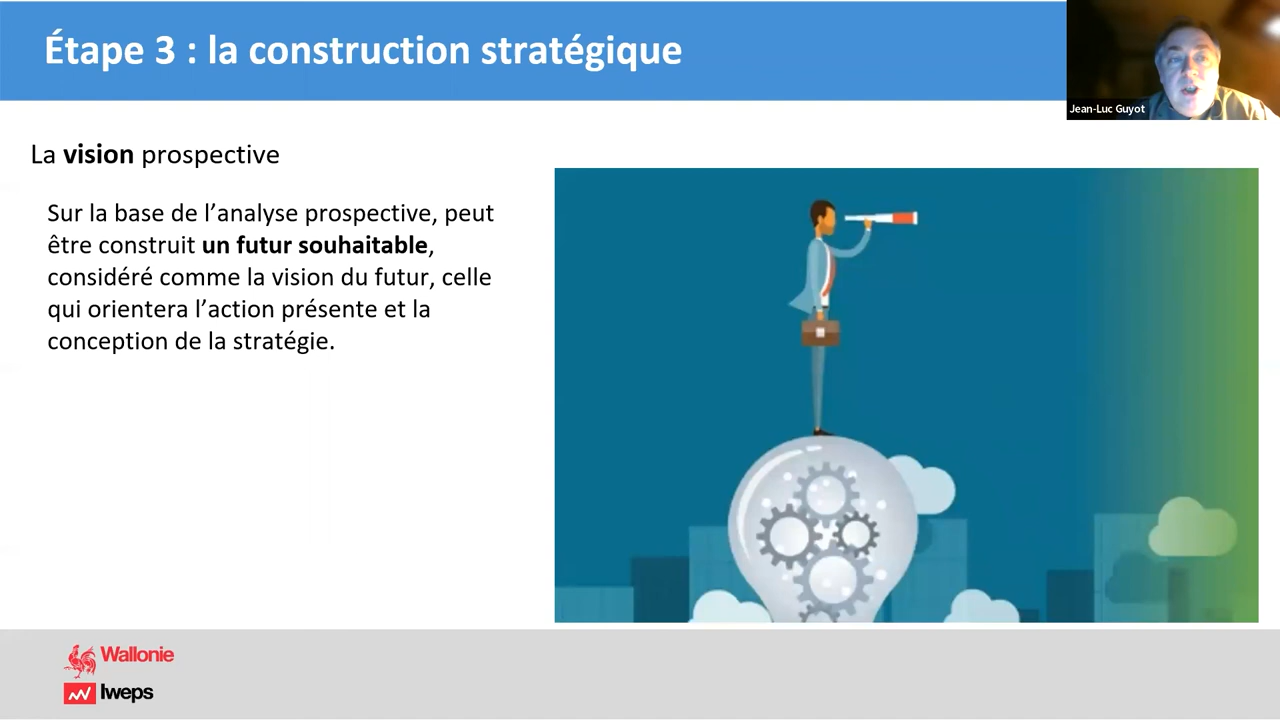 Étape 3 : la construction stratégique
Jean-Luc Guyot
La vision prospective
Sur la base de l’analyse prospective, peut
être construit un futur souhaitable,
considéré comme la vision du futur, celle
qui orientera l’action présente et la
conception de la stratégie.
Wallonie
Iweps